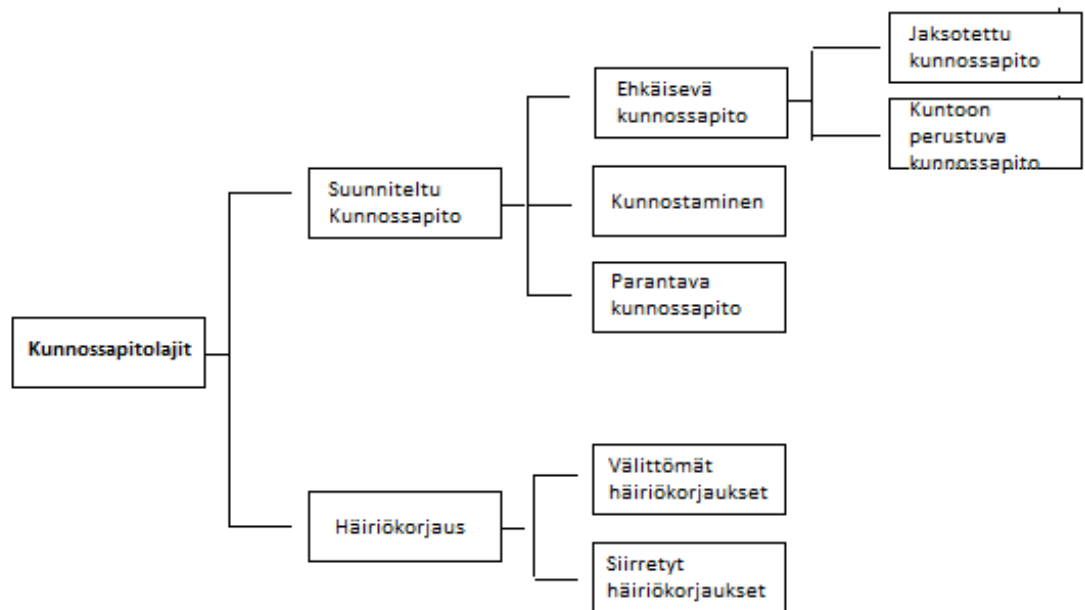 Jaksotettu
kunnossapito
Ehkäisevä
kunnossapito
Kuntoon
perustuva
kunnossapito
Suunniteltu
Kunnossapito
Kunnostaminen
Parantava
kunnossapito
Kunnossapitolajit
Välittömät
häiriökorjaukset
Häiriökorjaus
Siirretyt
häiriökorjaukset